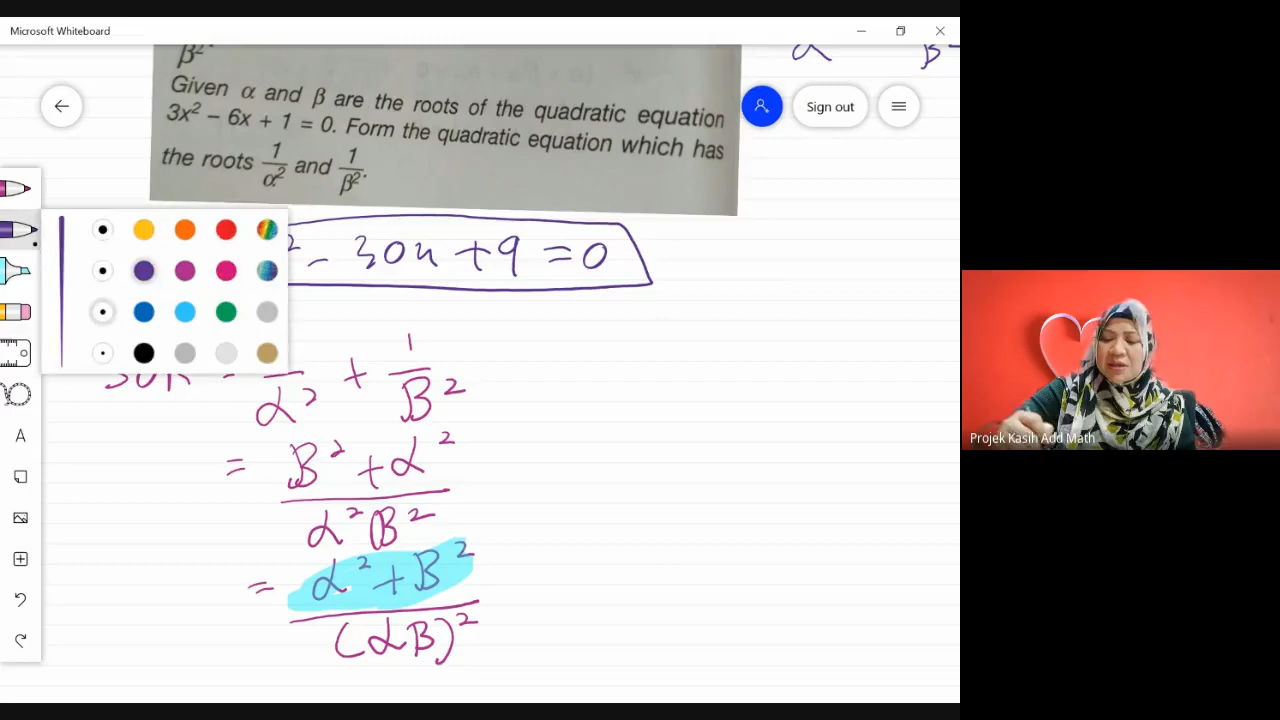 Microsoft Whiteboard
β².
Given α and β are the roots of the quadratic equation
3x² − 6x + 1 = 0. Form the quadratic equation which has
the roots 1/α² and 1/β².
Sign out
² − 30x + 9 = 0
= 1/α² + 1/β²
= β² + α² / α²β²
= α² + β² / (αβ)²
α β
A
Projek Kasih Add Math